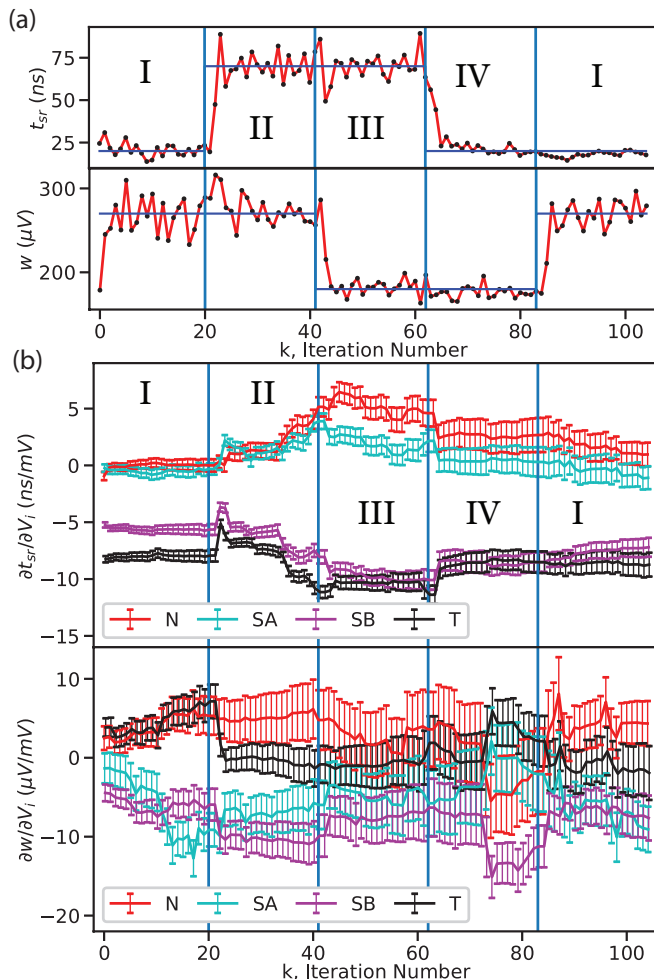 (a)
75
50
25
t_sr (ns)
I
II
III
IV
I
300
200
w (μV)
0 20 40 60 80 100
k, Iteration Number
(b)
5
0
−5
−10
−15
∂t_sr/∂V_i (ns/mV)
I
II
III
IV
I
N SA SB T
10
0
−10
−20
∂w/∂V_i (μV/mV)
N SA SB T
0 20 40 60 80 100
k, Iteration Number